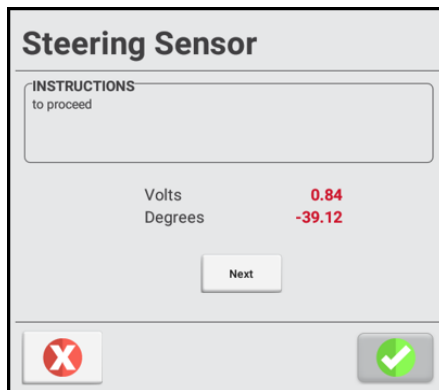 Steering Sensor
INSTRUCTIONS
to proceed
Volts 0.84
Degrees -39.12
Next